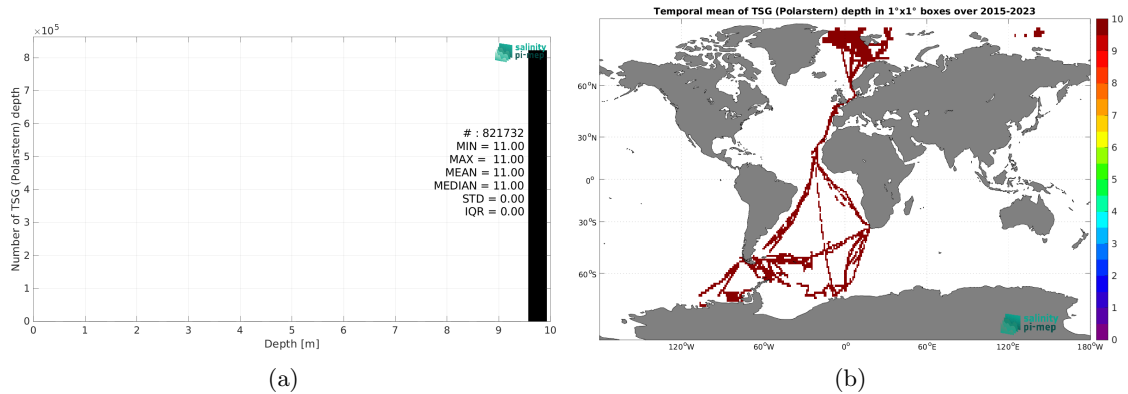 ×10⁵
8
7
6
5
4
3
2
1
0
Number of TSG (Polarstern) depth
salinity
pi-mep
# : 821732
MIN = 11.00
MAX = 11.00
MEAN = 11.00
MEDIAN = 11.00
STD = 0.00
IQR = 0.00
0 1 2 3 4 5 6 7 8 9 10
Depth [m]
(a)
Temporal mean of TSG (Polarstern) depth in 1°x1° boxes over 2015-2023
60°N
30°N
0°
30°S
60°S
120°W 60°W 0° 60°E 120°E 180°W
salinity
pi-mep
10
9
8
7
6
5
4
3
2
1
0
(b)